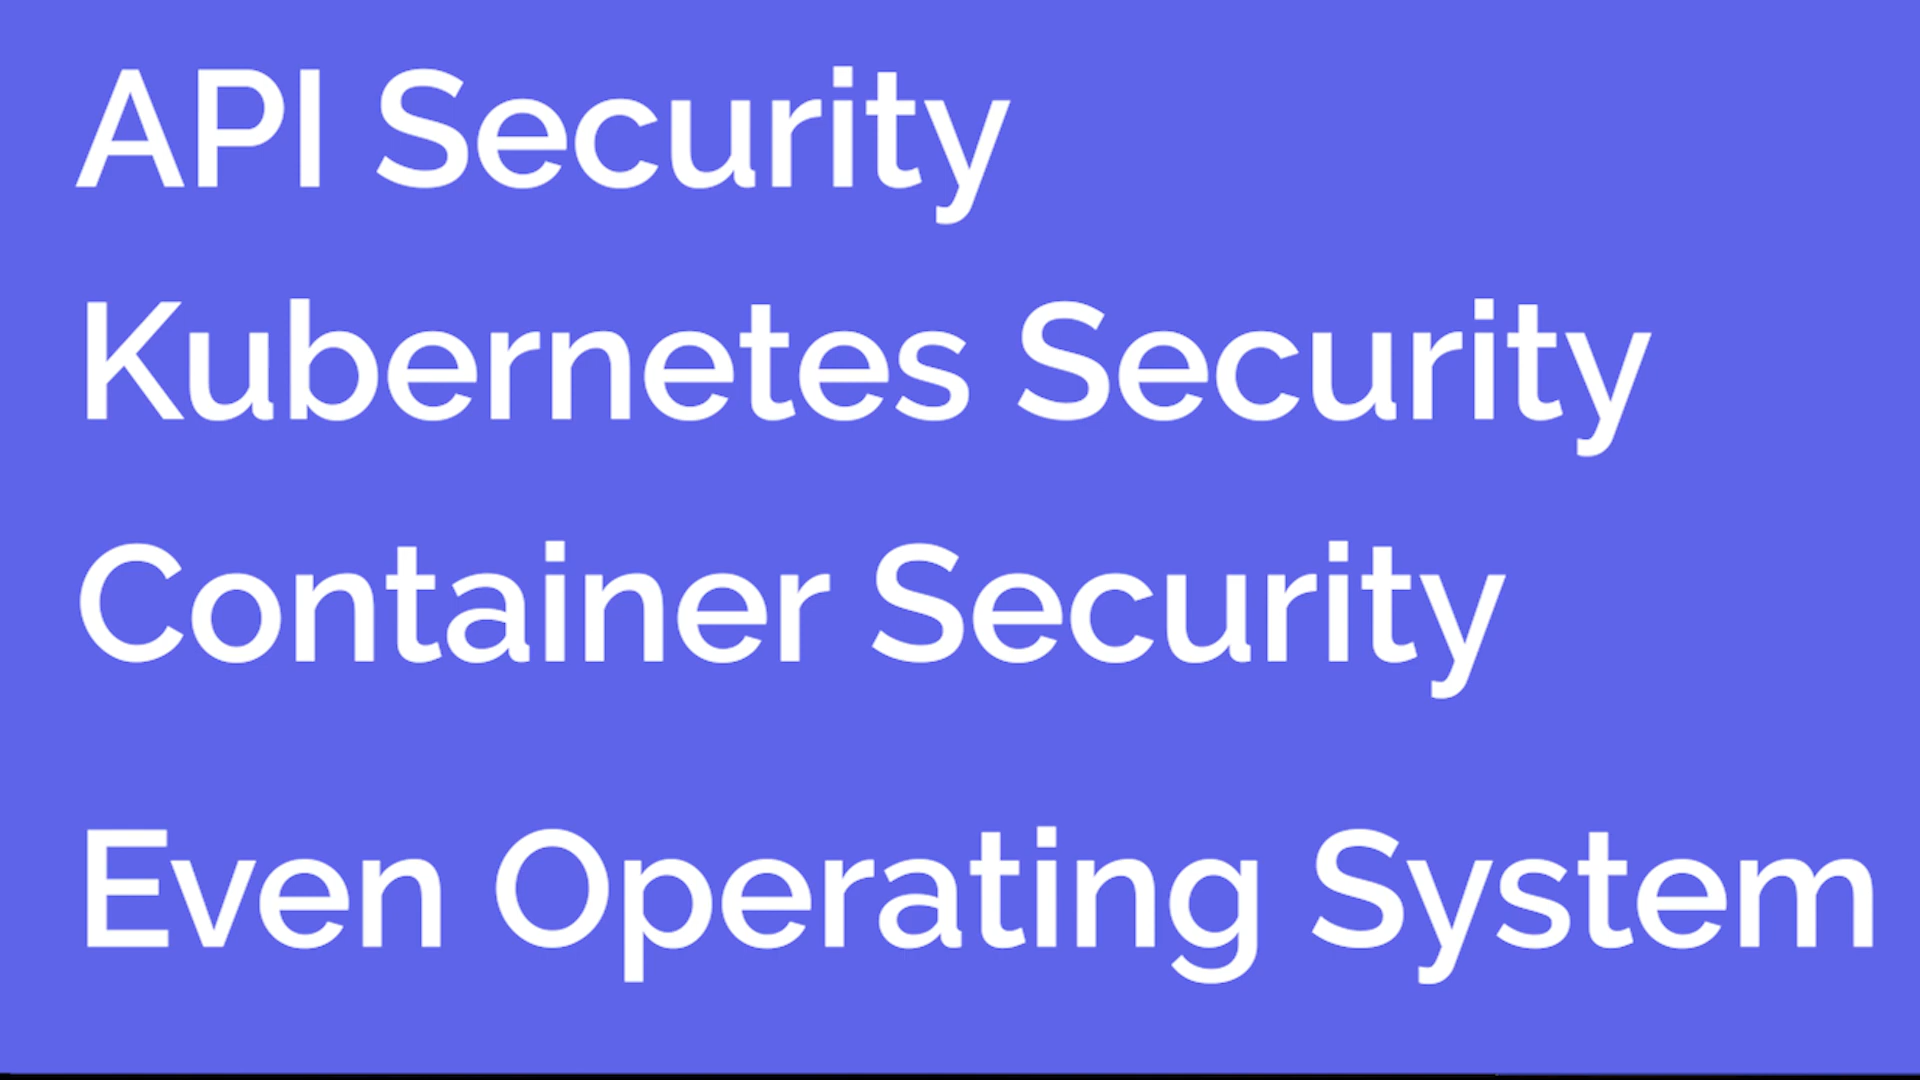 API Security
Kubernetes Security
Container Security
Even Operating System